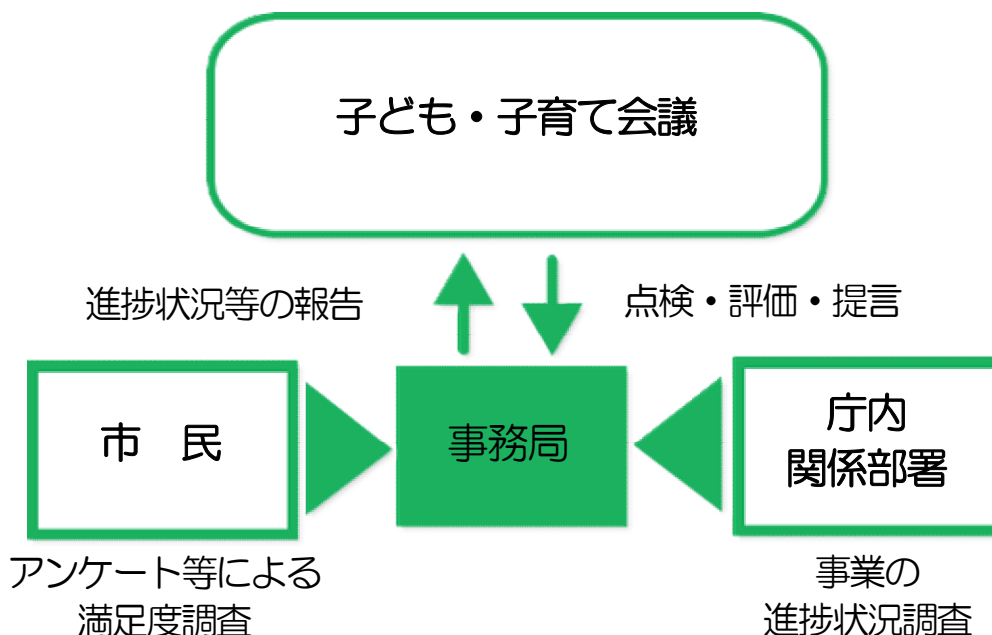 子ども・子育て会議
進捗状況等の報告
点検・評価・提言
市　民
事務局
庁内
関係部署
アンケート等による
満足度調査
事業の
進捗状況調査